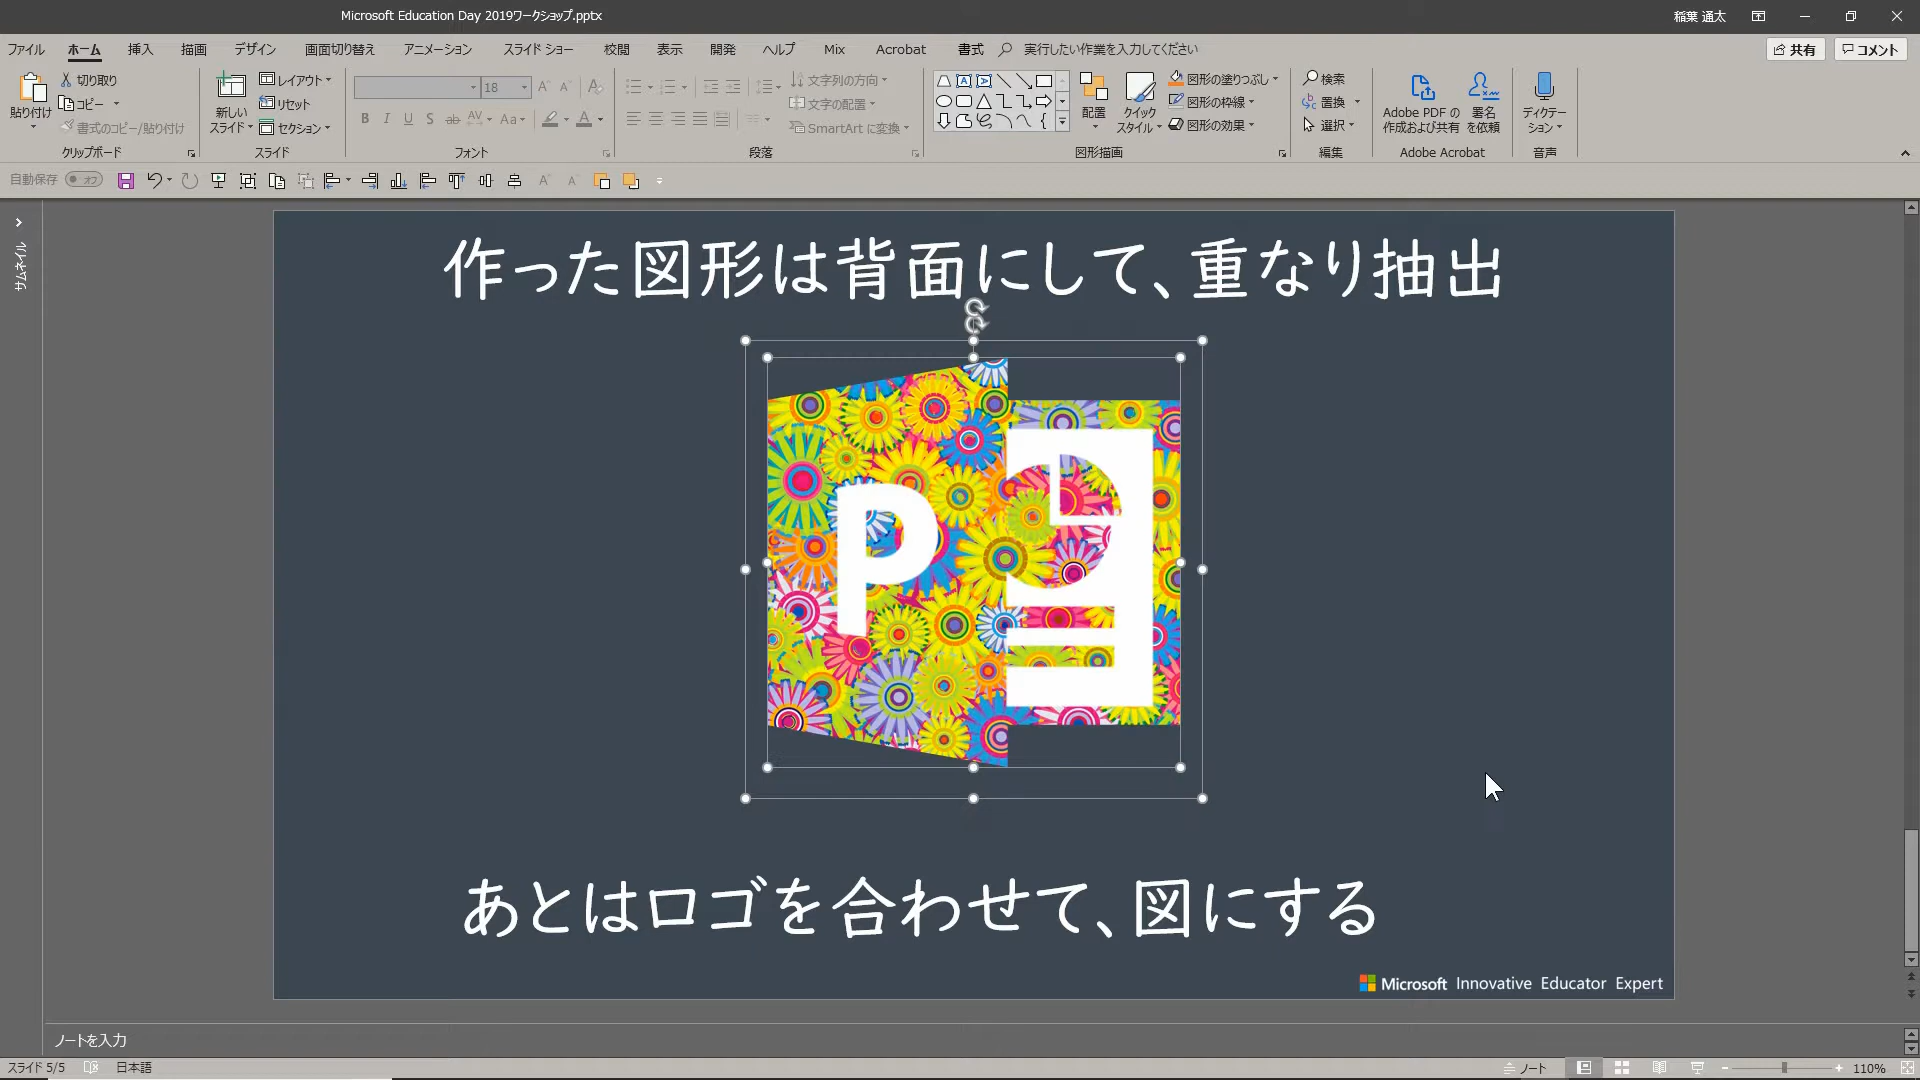 Microsoft Education Day 2019ワークショップ.pptx
稲葉 通太
ファイル ホーム 挿入 描画 デザイン 画面切り替え アニメーション スライド ショー 校閲 表示 開発 ヘルプ Mix Acrobat 書式 実行したい作業を入力してください 共有 コメント
貼り付け
切り取り
コピー
書式のコピー/貼り付け
クリップボード
新しい
スライド
レイアウト
リセット
セクション
スライド
18
B I U S ab AV Aa A
フォント
文字列の方向
文字の配置
SmartArt に変換
段落
配置
クイック
スタイル
図形の塗りつぶし
図形の枠線
図形の効果
図形描画
検索
置換
選択
編集
Adobe PDF の
作成および共有
署名
を依頼
Adobe Acrobat
ディクテー
ション
音声
自動保存 オフ
サムネイル
作った図形は背面にして、重なり抽出
P
あとはロゴを合わせて、図にする
Microsoft Innovative Educator Expert
ノートを入力
スライド 5/5 日本語 ノート 110%